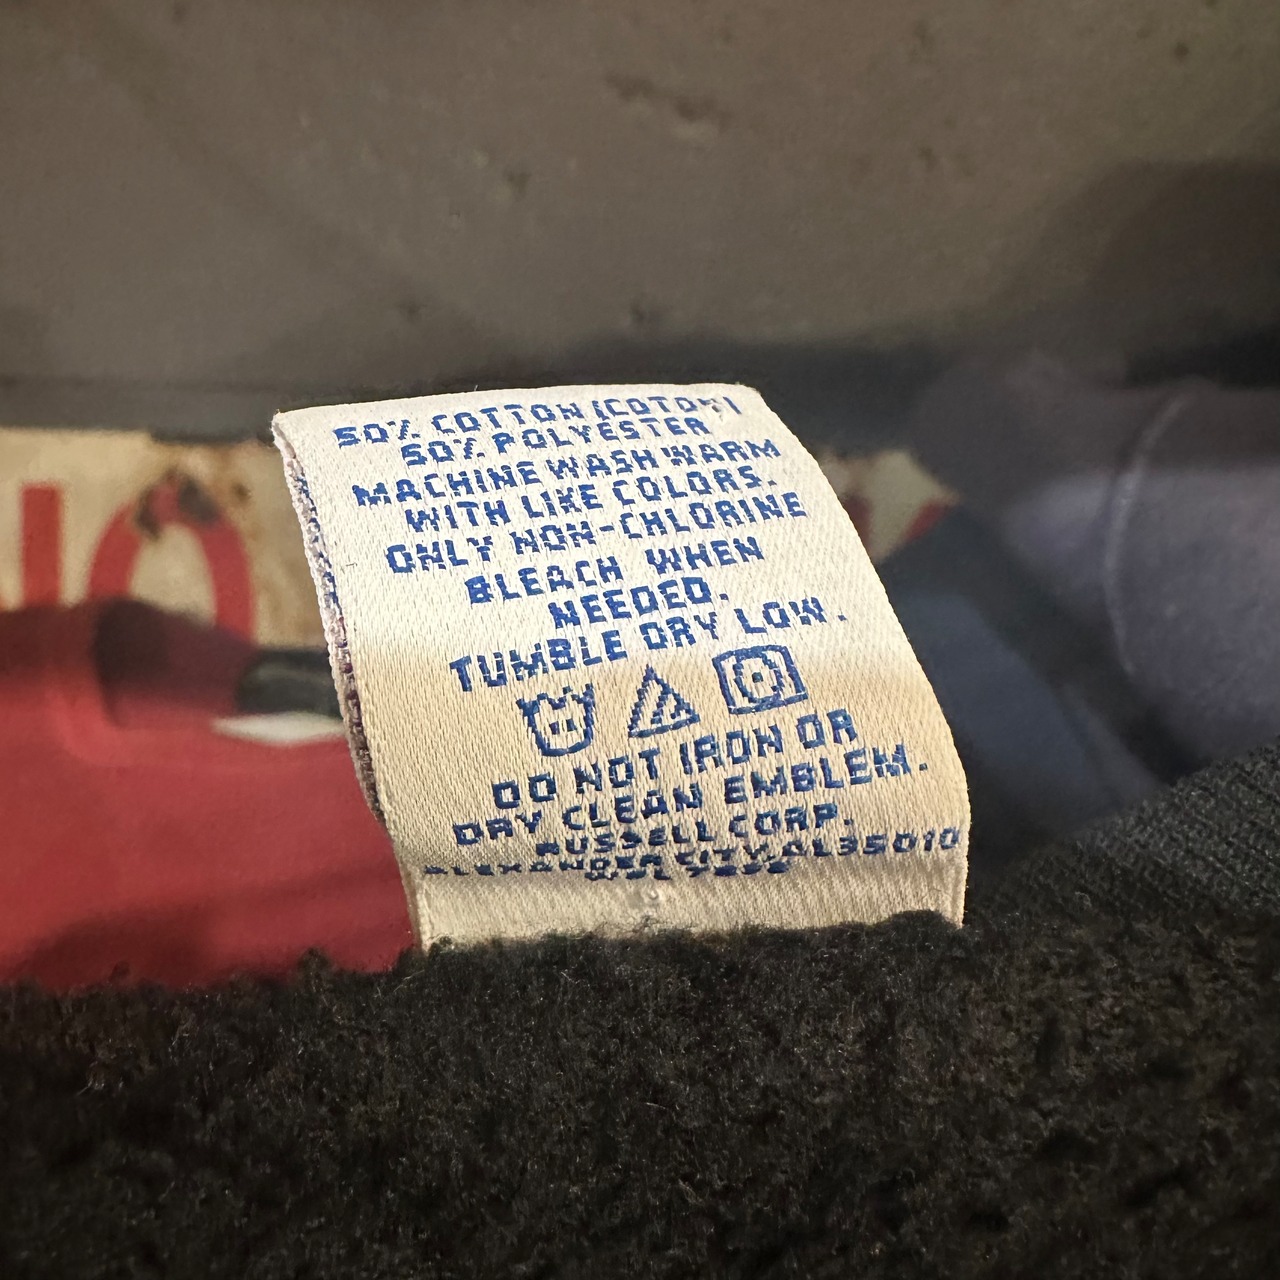 50% COTTON (COTON)
50% POLYESTER
MACHINE WASH WARM
WITH LIKE COLORS.
ONLY NON-CHLORINE
BLEACH WHEN
NEEDED.
TUMBLE DRY LOW.
DO NOT IRON OR
DRY CLEAN EMBLEM.
RUSSELL CORP.
ALEXANDER CITY, AL35010